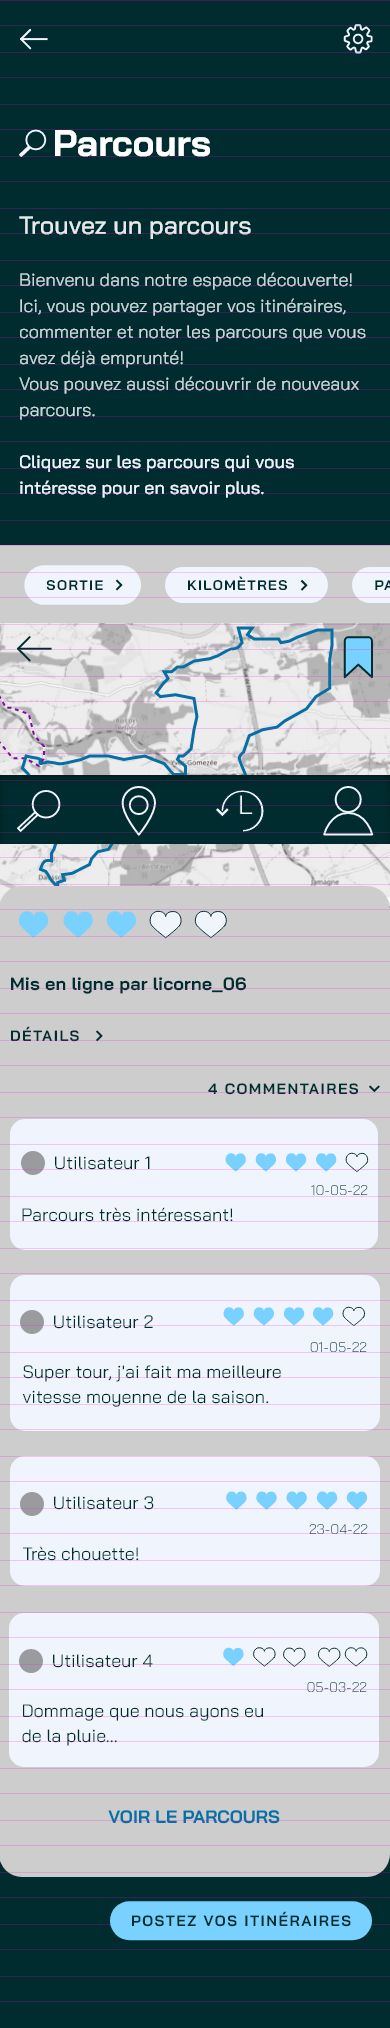 Parcours
Trouvez un parcours
Bienvenu dans notre espace découverte!
Ici, vous pouvez partager vos itinéraires,
commenter et noter les parcours que vous
avez déjà emprunté!
Vous pouvez aussi découvrir de nouveaux
parcours.
Cliquez sur les parcours qui vous
intéresse pour en savoir plus.
SORTIE
KILOMÈTRES
PA
Gomezée
Mis en ligne par licorne_06
DÉTAILS
4 COMMENTAIRES
Utilisateur 1
10-05-22
Parcours très intéressant!
Utilisateur 2
01-05-22
Super tour, j'ai fait ma meilleure
vitesse moyenne de la saison.
Utilisateur 3
23-04-22
Très chouette!
Utilisateur 4
05-03-22
Dommage que nous ayons eu
de la pluie...
VOIR LE PARCOURS
POSTEZ VOS ITINÉRAIRES